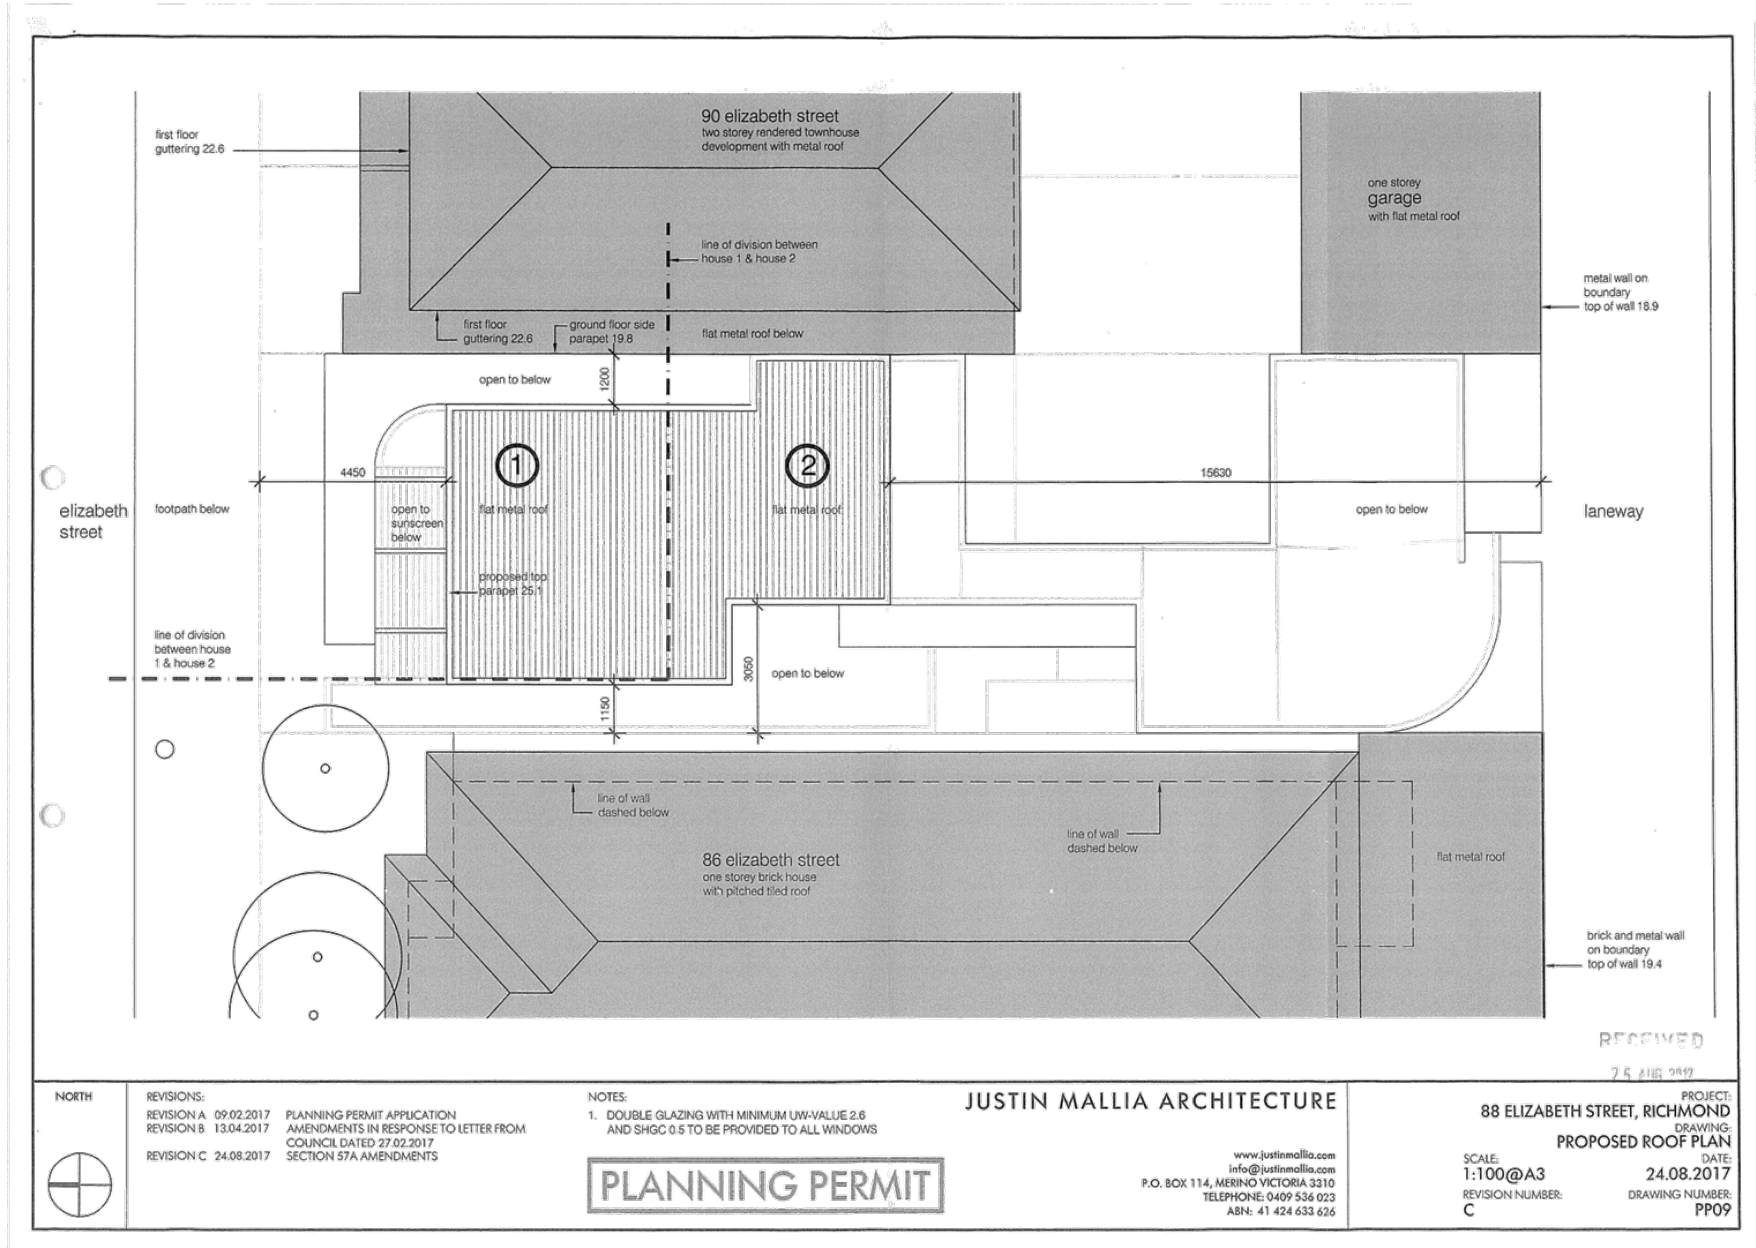 90 elizabeth street
two storey rendered townhouse
development with metal roof
first floor
guttering 22.6
one storey
garage
with flat metal roof
line of division between
house 1 & house 2
metal wall on
boundary
top of wall 18.9
first floor
guttering 22.6
ground floor side
parapet 19.8
flat metal roof below
open to below
1200
1
2
4450
15630
elizabeth
street
footpath below
open to
sunscreen
below
flat metal roof
flat metal roof
open to below
laneway
proposed top
parapet 25.1
line of division
between house
1 & house 2
3050
open to below
1150
line of wall
dashed below
line of wall
dashed below
86 elizabeth street
one storey brick house
with pitched tiled roof
flat metal roof
brick and metal wall
on boundary
top of wall 19.4
RECEIVED
25 AUG 2017
NORTH
REVISIONS:
REVISION A 09.02.2017 PLANNING PERMIT APPLICATION
REVISION B 13.04.2017 AMENDMENTS IN RESPONSE TO LETTER FROM
COUNCIL DATED 27.02.2017
REVISION C 24.08.2017 SECTION 57A AMENDMENTS
NOTES:
1. DOUBLE GLAZING WITH MINIMUM UW-VALUE 2.6
AND SHGC 0.5 TO BE PROVIDED TO ALL WINDOWS
PLANNING PERMIT
JUSTIN MALLIA ARCHITECTURE
www.justinmallia.com
info@justinmallia.com
P.O. BOX 114, MERINO VICTORIA 3310
TELEPHONE: 0409 536 023
ABN: 41 424 633 626
PROJECT:
88 ELIZABETH STREET, RICHMOND
DRAWING:
PROPOSED ROOF PLAN
SCALE: DATE:
1:100@A3 24.08.2017
REVISION NUMBER: DRAWING NUMBER:
C PP09